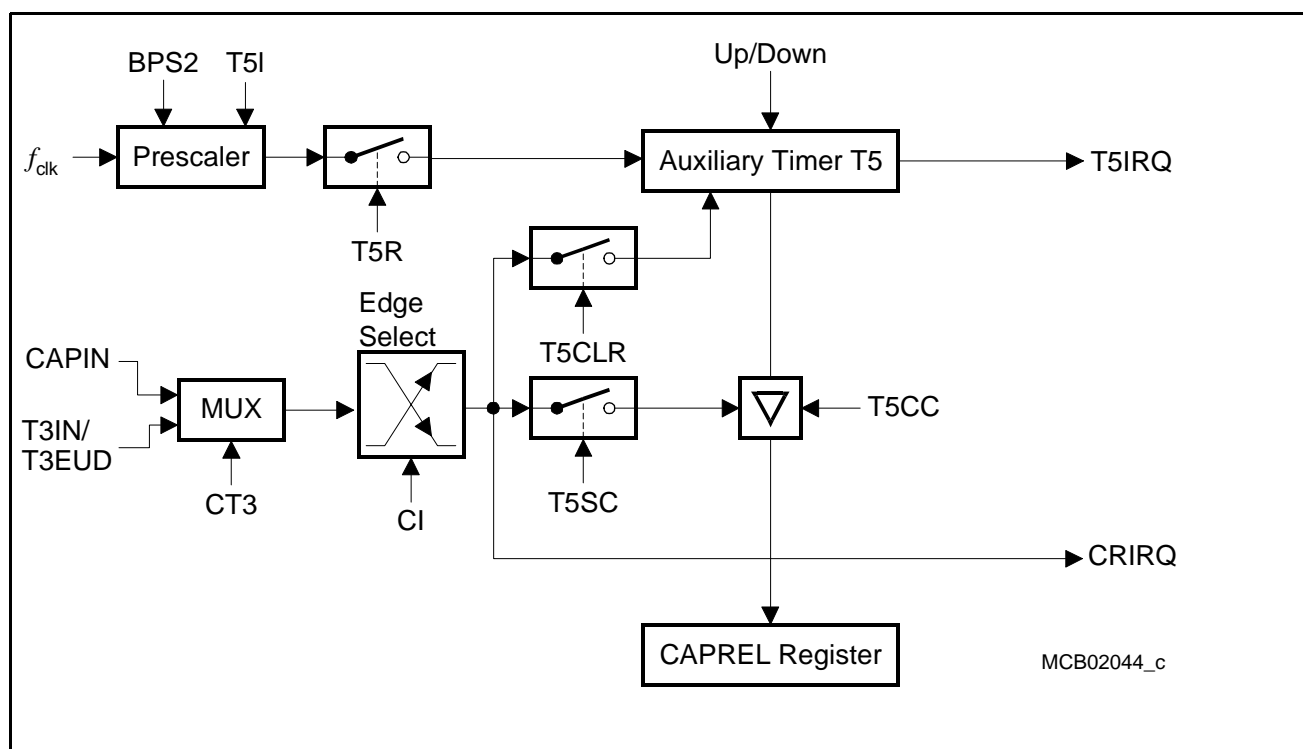 BPS2
T5I
Up/Down
fclk
Prescaler
Auxiliary Timer T5
T5IRQ
T5R
Edge
Select
T5CLR
CAPIN
MUX
T5CC
T3IN/
T3EUD
CT3
CI
T5SC
CRIRQ
CAPREL Register
MCB02044_c